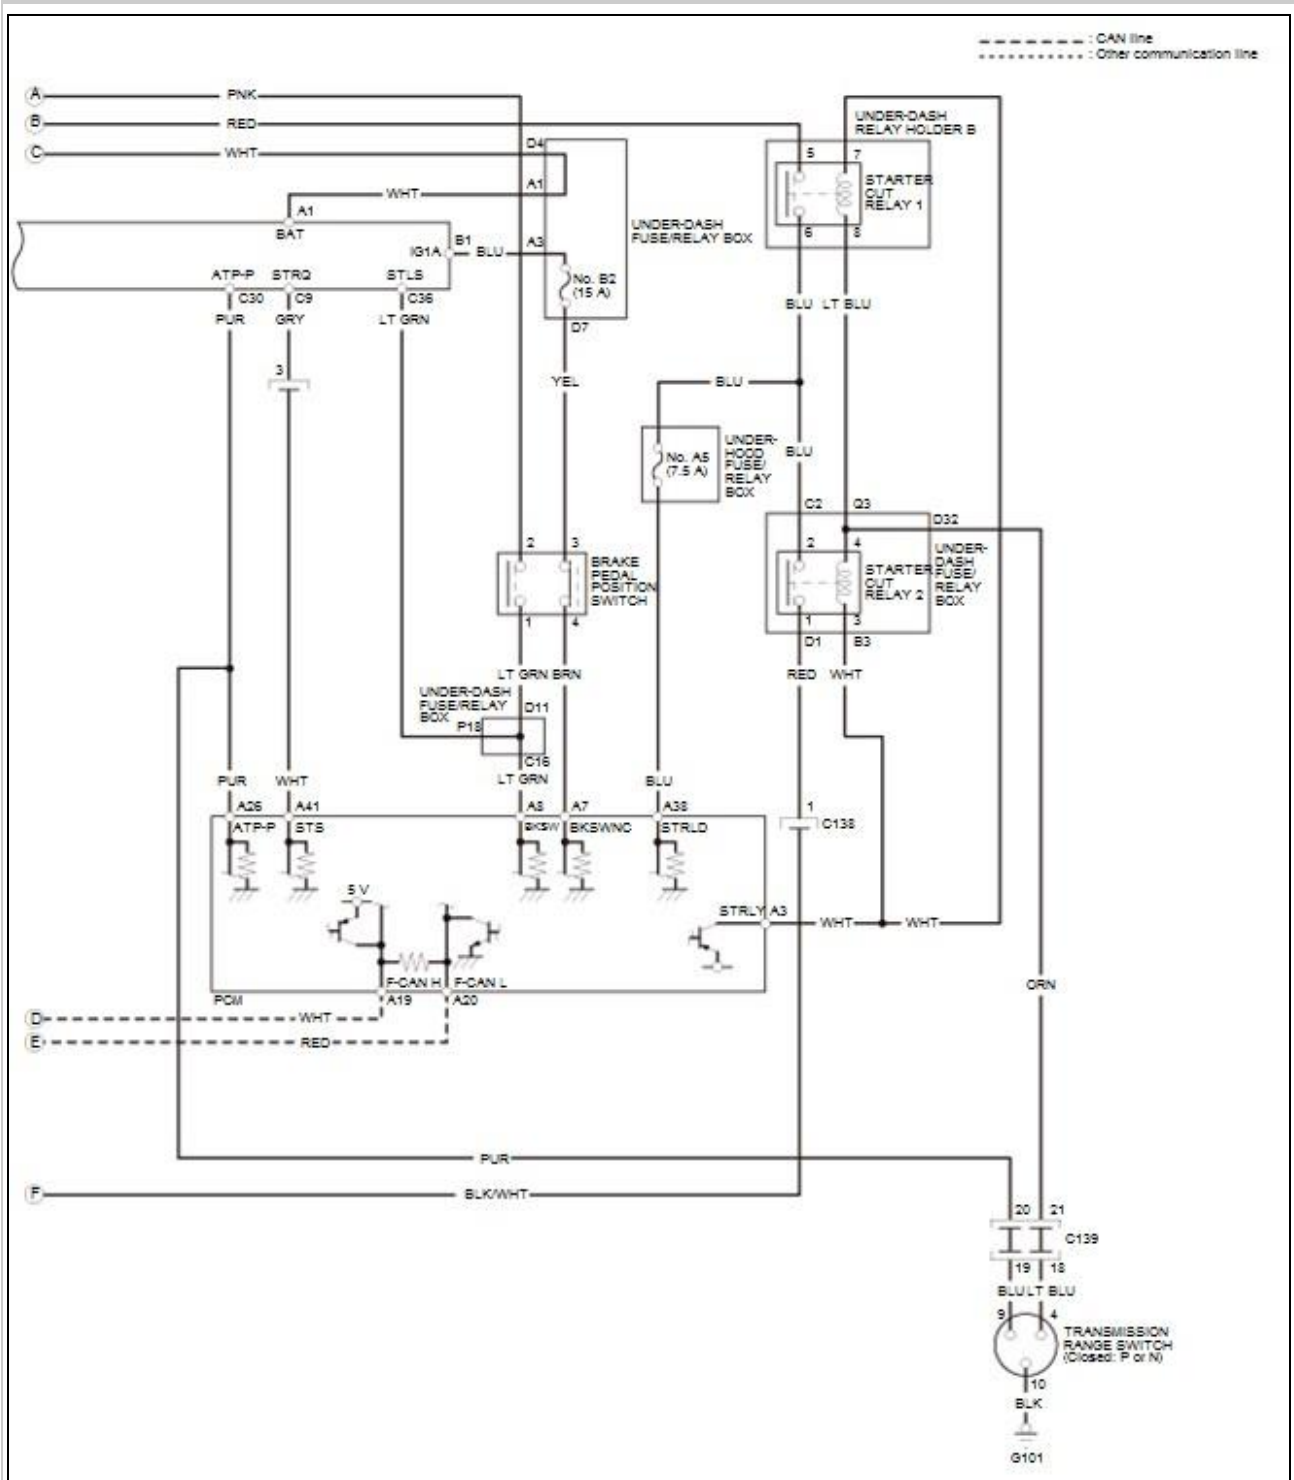 : CAN line
: Other communication line
A
PNK
B
RED
C
WHT
UNDER-DASH
RELAY HOLDER B
D4
5
7
STARTER
CUT
RELAY 1
6
8
WHT
A1
A1
BAT
UNDER-DASH
FUSE/RELAY BOX
IG1A
B1
BLU
A3
No. B2
(15 A)
D7
ATP-P
STRQ
STLS
C30
C9
C36
PUR
GRY
LT GRN
BLU
LT BLU
3
YEL
BLU
No. A5
(7.5 A)
UNDER-
HOOD
FUSE/
RELAY
BOX
BLU
C2
Q3
D32
2
4
STARTER
CUT
RELAY 2
UNDER-
DASH
FUSE/
RELAY
BOX
1
3
D1
B3
2
3
BRAKE
PEDAL
POSITION
SWITCH
1
4
LT GRN
BRN
RED
WHT
UNDER-DASH
FUSE/RELAY
BOX
D11
P18
C16
PUR
WHT
LT GRN
BLU
A26
A41
A8
A7
A38
ATP-P
STS
BKSW
BKSWNC
STRLD
1
C138
5 V
STRLY
A3
WHT
WHT
F-CAN H
F-CAN L
PCM
A19
A20
ORN
D
WHT
E
RED
PUR
F
BLK/WHT
20
21
C139
19
18
BLU
LT BLU
9
4
TRANSMISSION
RANGE SWITCH
(Closed: P or N)
10
BLK
G101